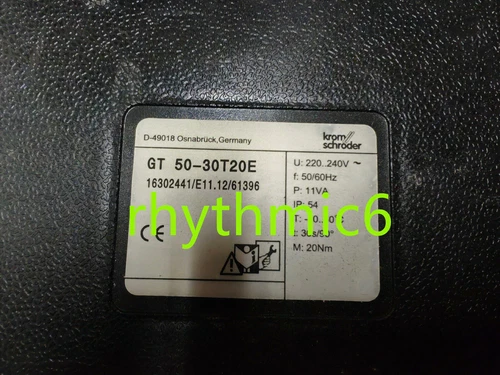 D-49018 Osnabrück,Germany
krom
schroder
GT 50-30T20E
16302441/E11.12/61396
CE
U: 220..240V ~
f: 50/60Hz
P: 11VA
IP: 54
rhythmic6
M: 20Nm